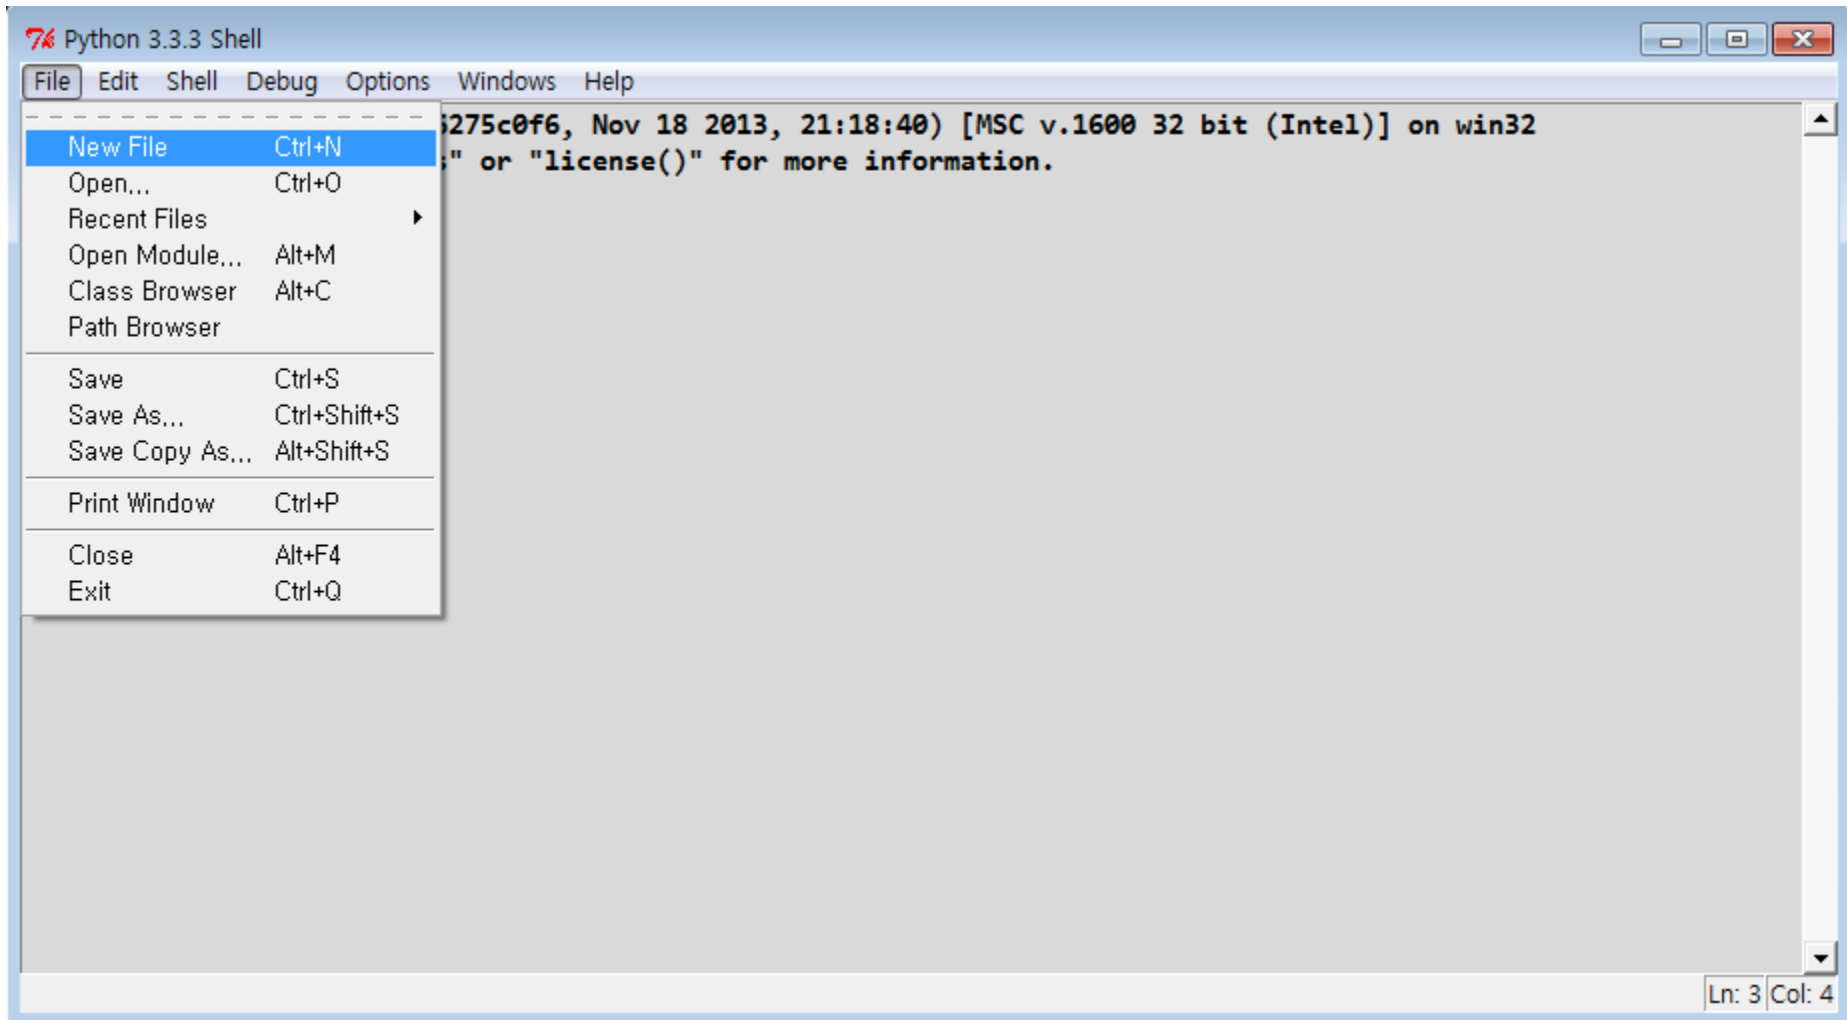 Python 3.3.3 Shell
File Edit Shell Debug Options Windows Help
5275c0f6, Nov 18 2013, 21:18:40) [MSC v.1600 32 bit (Intel)] on win32
" or "license()" for more information.
New File Ctrl+N
Open... Ctrl+O
Recent Files
Open Module... Alt+M
Class Browser Alt+C
Path Browser
Save Ctrl+S
Save As... Ctrl+Shift+S
Save Copy As... Alt+Shift+S
Print Window Ctrl+P
Close Alt+F4
Exit Ctrl+Q
Ln: 3 Col: 4